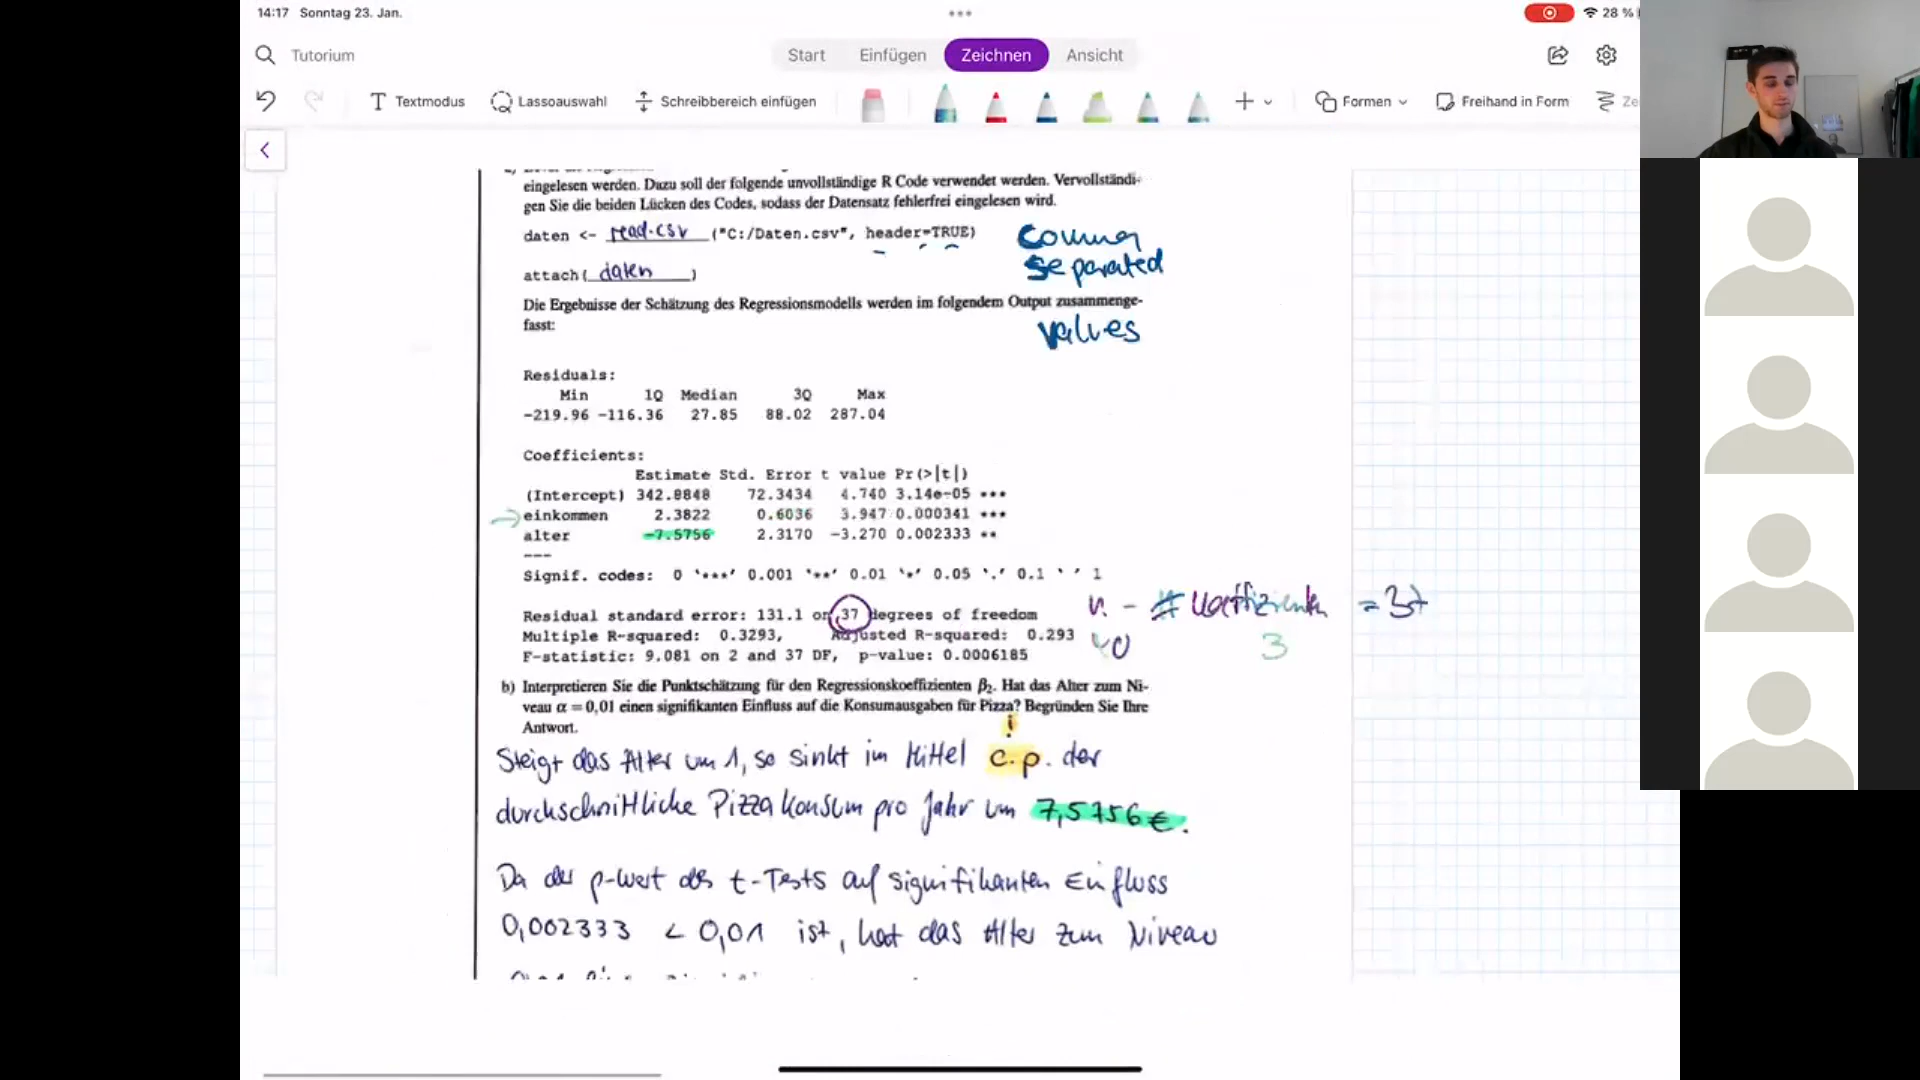 14:17 Sonntag 23. Jan.
28 %
Tutorium
Start Einfügen Zeichnen Ansicht
Textmodus Lassoauswahl Schreibbereich einfügen Formen Freihand in Form Ze
eingelesen werden. Dazu soll der folgende unvollständige R Code verwendet werden. Vervollständi-
gen Sie die beiden Lücken des Codes, sodass der Datensatz fehlerfrei eingelesen wird.
daten <- read.csv ("C:/Daten.csv", header=TRUE)
comma
separated
values
attach( daten )
Die Ergebnisse der Schätzung des Regressionsmodells werden im folgendem Output zusammenge-
fasst:
Residuals:
Min 1Q Median 3Q Max
-219.96 -116.36 27.85 88.02 287.04
Coefficients:
Estimate Std. Error t value Pr(>|t|)
(Intercept) 342.8848 72.3434 4.740 3.14e-05 ***
→ einkommen 2.3822 0.6036 3.947 0.000341 ***
alter -7.5756 2.3170 -3.270 0.002333 **
---
Signif. codes: 0 '***' 0.001 '**' 0.01 '*' 0.05 '.' 0.1 ' ' 1
Residual standard error: 131.1 on 37 degrees of freedom
Multiple R-squared: 0.3293, Adjusted R-squared: 0.293
F-statistic: 9.081 on 2 and 37 DF, p-value: 0.0006185
n - # Koeffizienten = 37
40 3
b) Interpretieren Sie die Punktschätzung für den Regressionskoeffizienten β₂. Hat das Alter zum Ni-
veau α = 0,01 einen signifikanten Einfluss auf die Konsumausgaben für Pizza? Begründen Sie Ihre
Antwort.
!
Steigt das Alter um 1, so sinkt im Mittel c.p. der
durchschnittliche Pizzakonsum pro Jahr um 7,5756€.
Da der p-Wert des t-Tests auf signifikanten Einfluss
0,002333 < 0,01 ist, hat das Alter zum Niveau